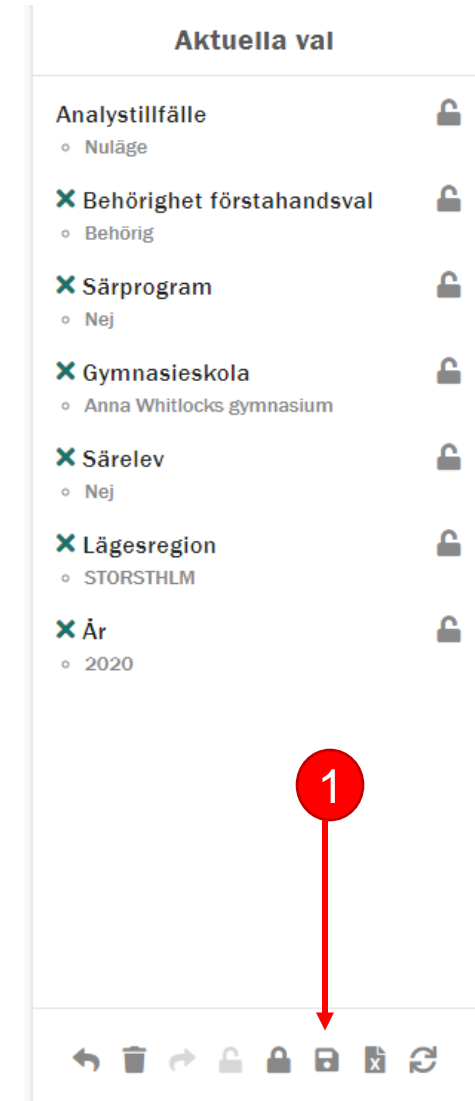 Aktuella val
Analystillfälle
Nuläge
Behörighet förstahandsval
Behörig
Särprogram
Nej
Gymnasieskola
Anna Whitlocks gymnasium
Särelev
Nej
Lägesregion
STORSTHLM
År
2020
1
X